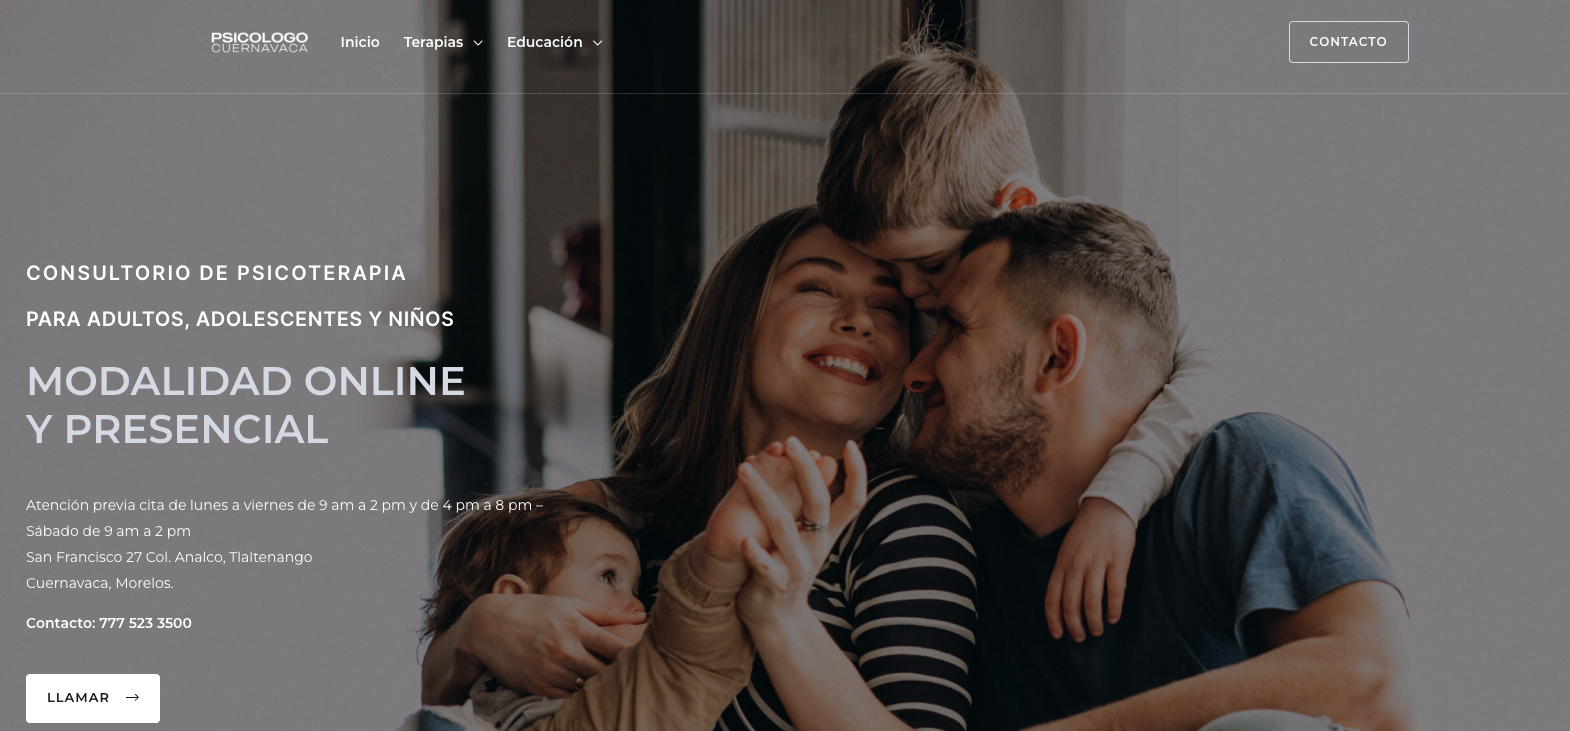 PSICOLOGO
CUERNAVACA
Inicio
Terapias
Educación
CONTACTO
CONSULTORIO DE PSICOTERAPIA
PARA ADULTOS, ADOLESCENTES Y NIÑOS
MODALIDAD ONLINE
Y PRESENCIAL
Atención previa cita de lunes a viernes de 9 am a 2 pm y de 4 pm a 8 pm –
Sábado de 9 am a 2 pm
San Francisco 27 Col. Analco, Tlaltenango
Cuernavaca, Morelos.
Contacto: 777 523 3500
LLAMAR →